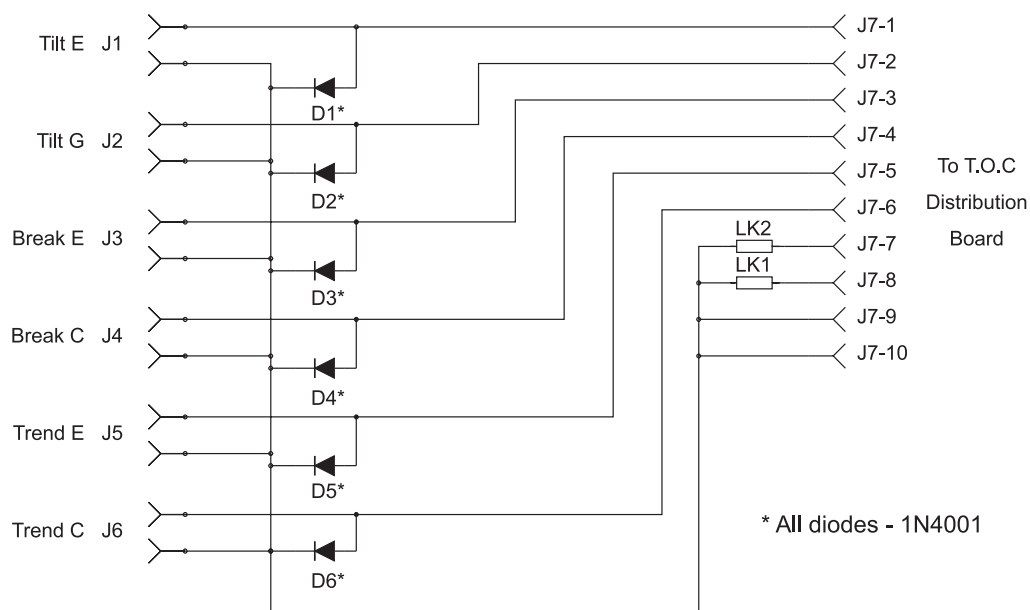 Tilt E J1
D1*
Tilt G J2
D2*
Break E J3
D3*
Break C J4
D4*
Trend E J5
D5*
Trend C J6
D6*
J7-1
J7-2
J7-3
J7-4
J7-5
J7-6
LK2
J7-7
LK1
J7-8
J7-9
J7-10
To T.O.C
Distribution
Board
* All diodes - 1N4001